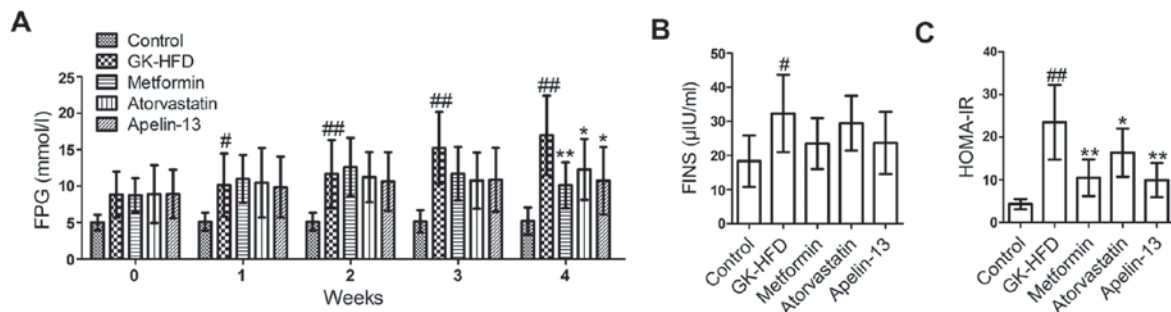 A
Control
GK-HFD
Metformin
Atorvastatin
Apelin-13
FPG (mmol/l)
25
20
15
10
5
0
#
##
##
##
**
*
*
0 1 2 3 4
Weeks
B
FINS (μIU/ml)
50
40
30
20
10
0
#
Control
GK-HFD
Metformin
Atorvastatin
Apelin-13
C
HOMA-IR
40
30
20
10
0
##
**
*
**
Control
GK-HFD
Metformin
Atorvastatin
Apelin-13